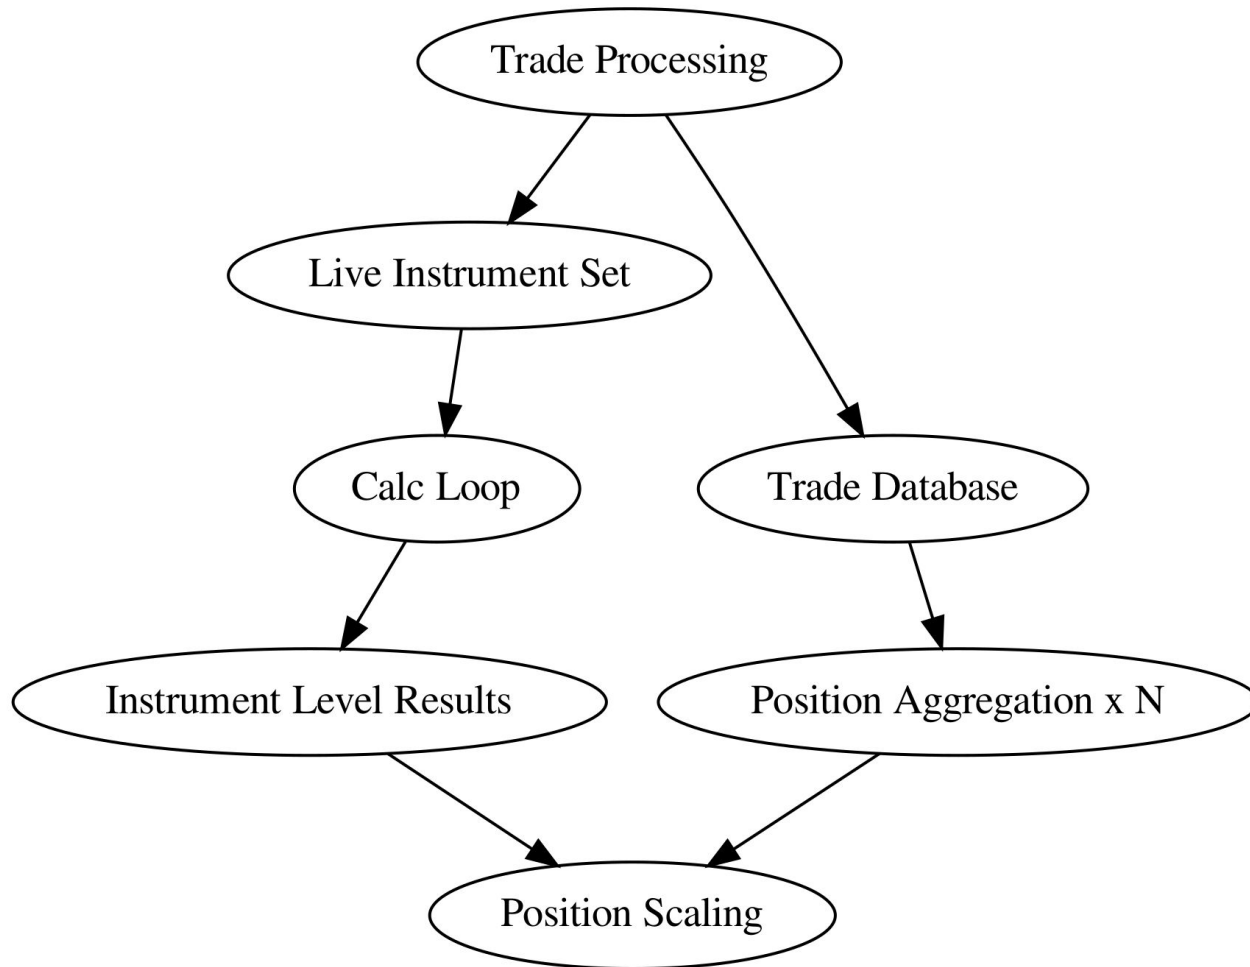 Trade Processing
Live Instrument Set
Calc Loop
Trade Database
Instrument Level Results
Position Aggregation x N
Position Scaling